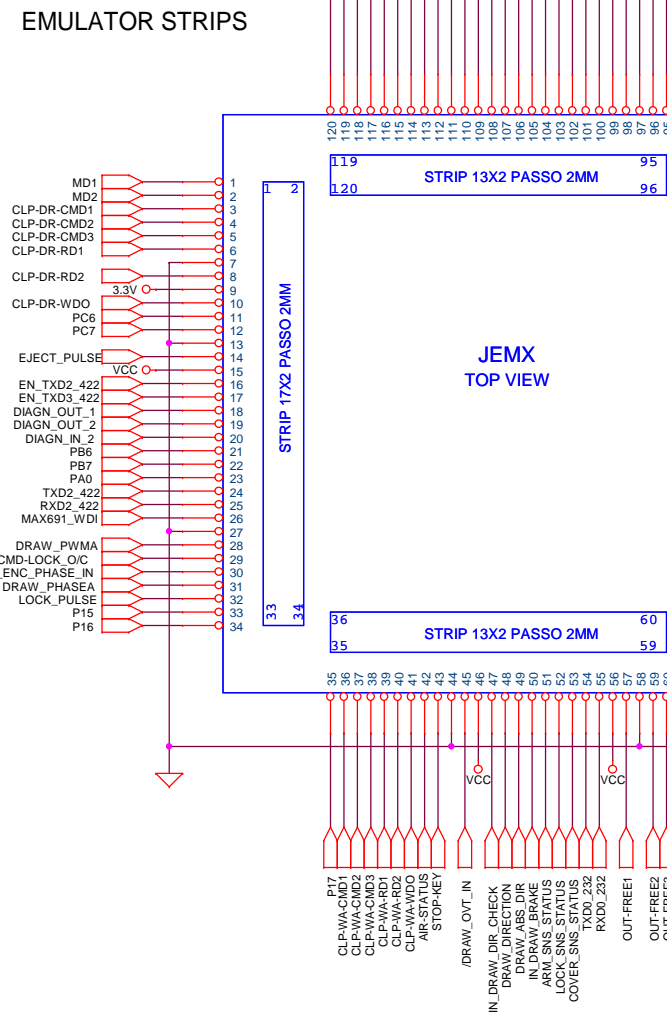 EMULATOR STRIPS
120 119 118 117 116 115 114 113 112 111 110 109 108 107 106 105 104 103 102 101 100 99 98 97 96
119 95
STRIP 13X2 PASSO 2MM
120 96
1 2
STRIP 17X2 PASSO 2MM
33 34
JEMX
TOP VIEW
MD1 1
MD2 2
CLP-DR-CMD1 3
CLP-DR-CMD2 4
CLP-DR-CMD3 5
CLP-DR-RD1 6
7
CLP-DR-RD2 8
3.3V 9
CLP-DR-WDO 10
PC6 11
PC7 12
13
EJECT_PULSE 14
VCC 15
EN_TXD2_422 16
EN_TXD3_422 17
DIAGN_OUT_1 18
DIAGN_OUT_2 19
DIAGN_IN_2 20
PB6 21
PB7 22
PA0 23
TXD2_422 24
RXD2_422 25
MAX691_WDI 26
27
DRAW_PWMA 28
CMD-LOCK_O/C 29
_ENC_PHASE_IN 30
DRAW_PHASEA 31
LOCK_PULSE 32
P15 33
P16 34
36 60
STRIP 13X2 PASSO 2MM
35 59
35 36 37 38 39 40 41 42 43 44 45 46 47 48 49 50 51 52 53 54 55 56 57 58 59
VCC
VCC
P17
CLP-WA-CMD1
CLP-WA-CMD2
CLP-WA-CMD3
CLP-WA-RD1
CLP-WA-RD2
CLP-WA-WDO
AIR-STATUS
STOP-KEY
/DRAW_OVT_IN
IN_DRAW_DIR_CHECK
DRAW_DIRECTION
DRAW_ABS_DIR
IN_DRAW_BRAKE
ARM_SNS_STATUS
LOCK_SNS_STATUS
COVER_SNS_STATUS
TXD0_232
RXD0_232
OUT-FREE1
OUT-FREE2